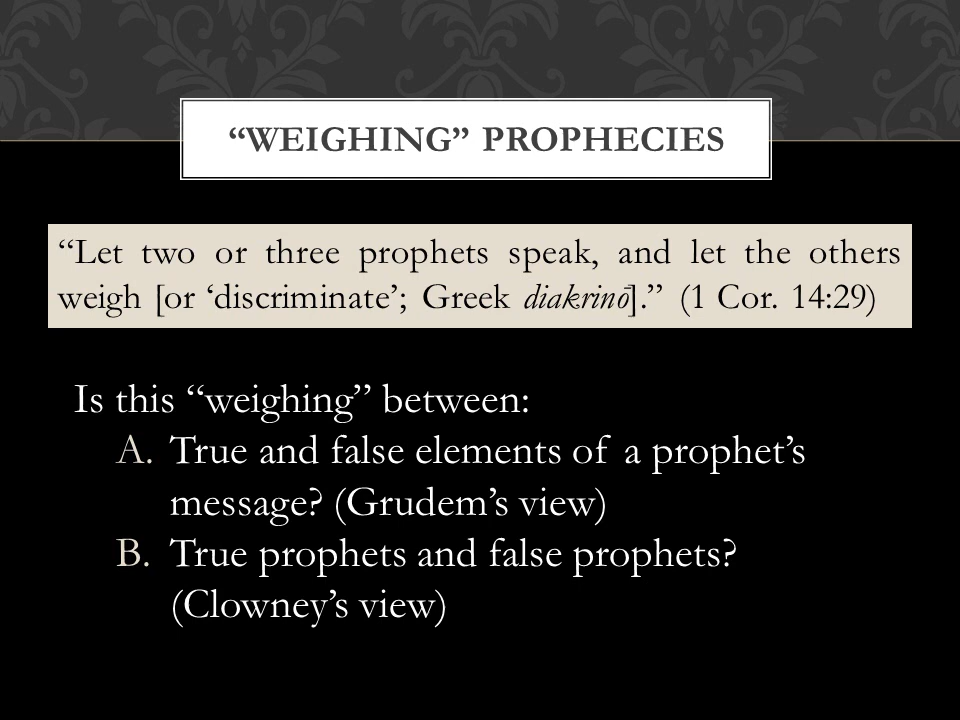 “WEIGHING” PROPHECIES
“Let two or three prophets speak, and let the others
weigh [or ‘discriminate’; Greek diakrinō].” (1 Cor. 14:29)
Is this “weighing” between:
A. True and false elements of a prophet’s
message? (Grudem’s view)
B. True prophets and false prophets?
(Clowney’s view)